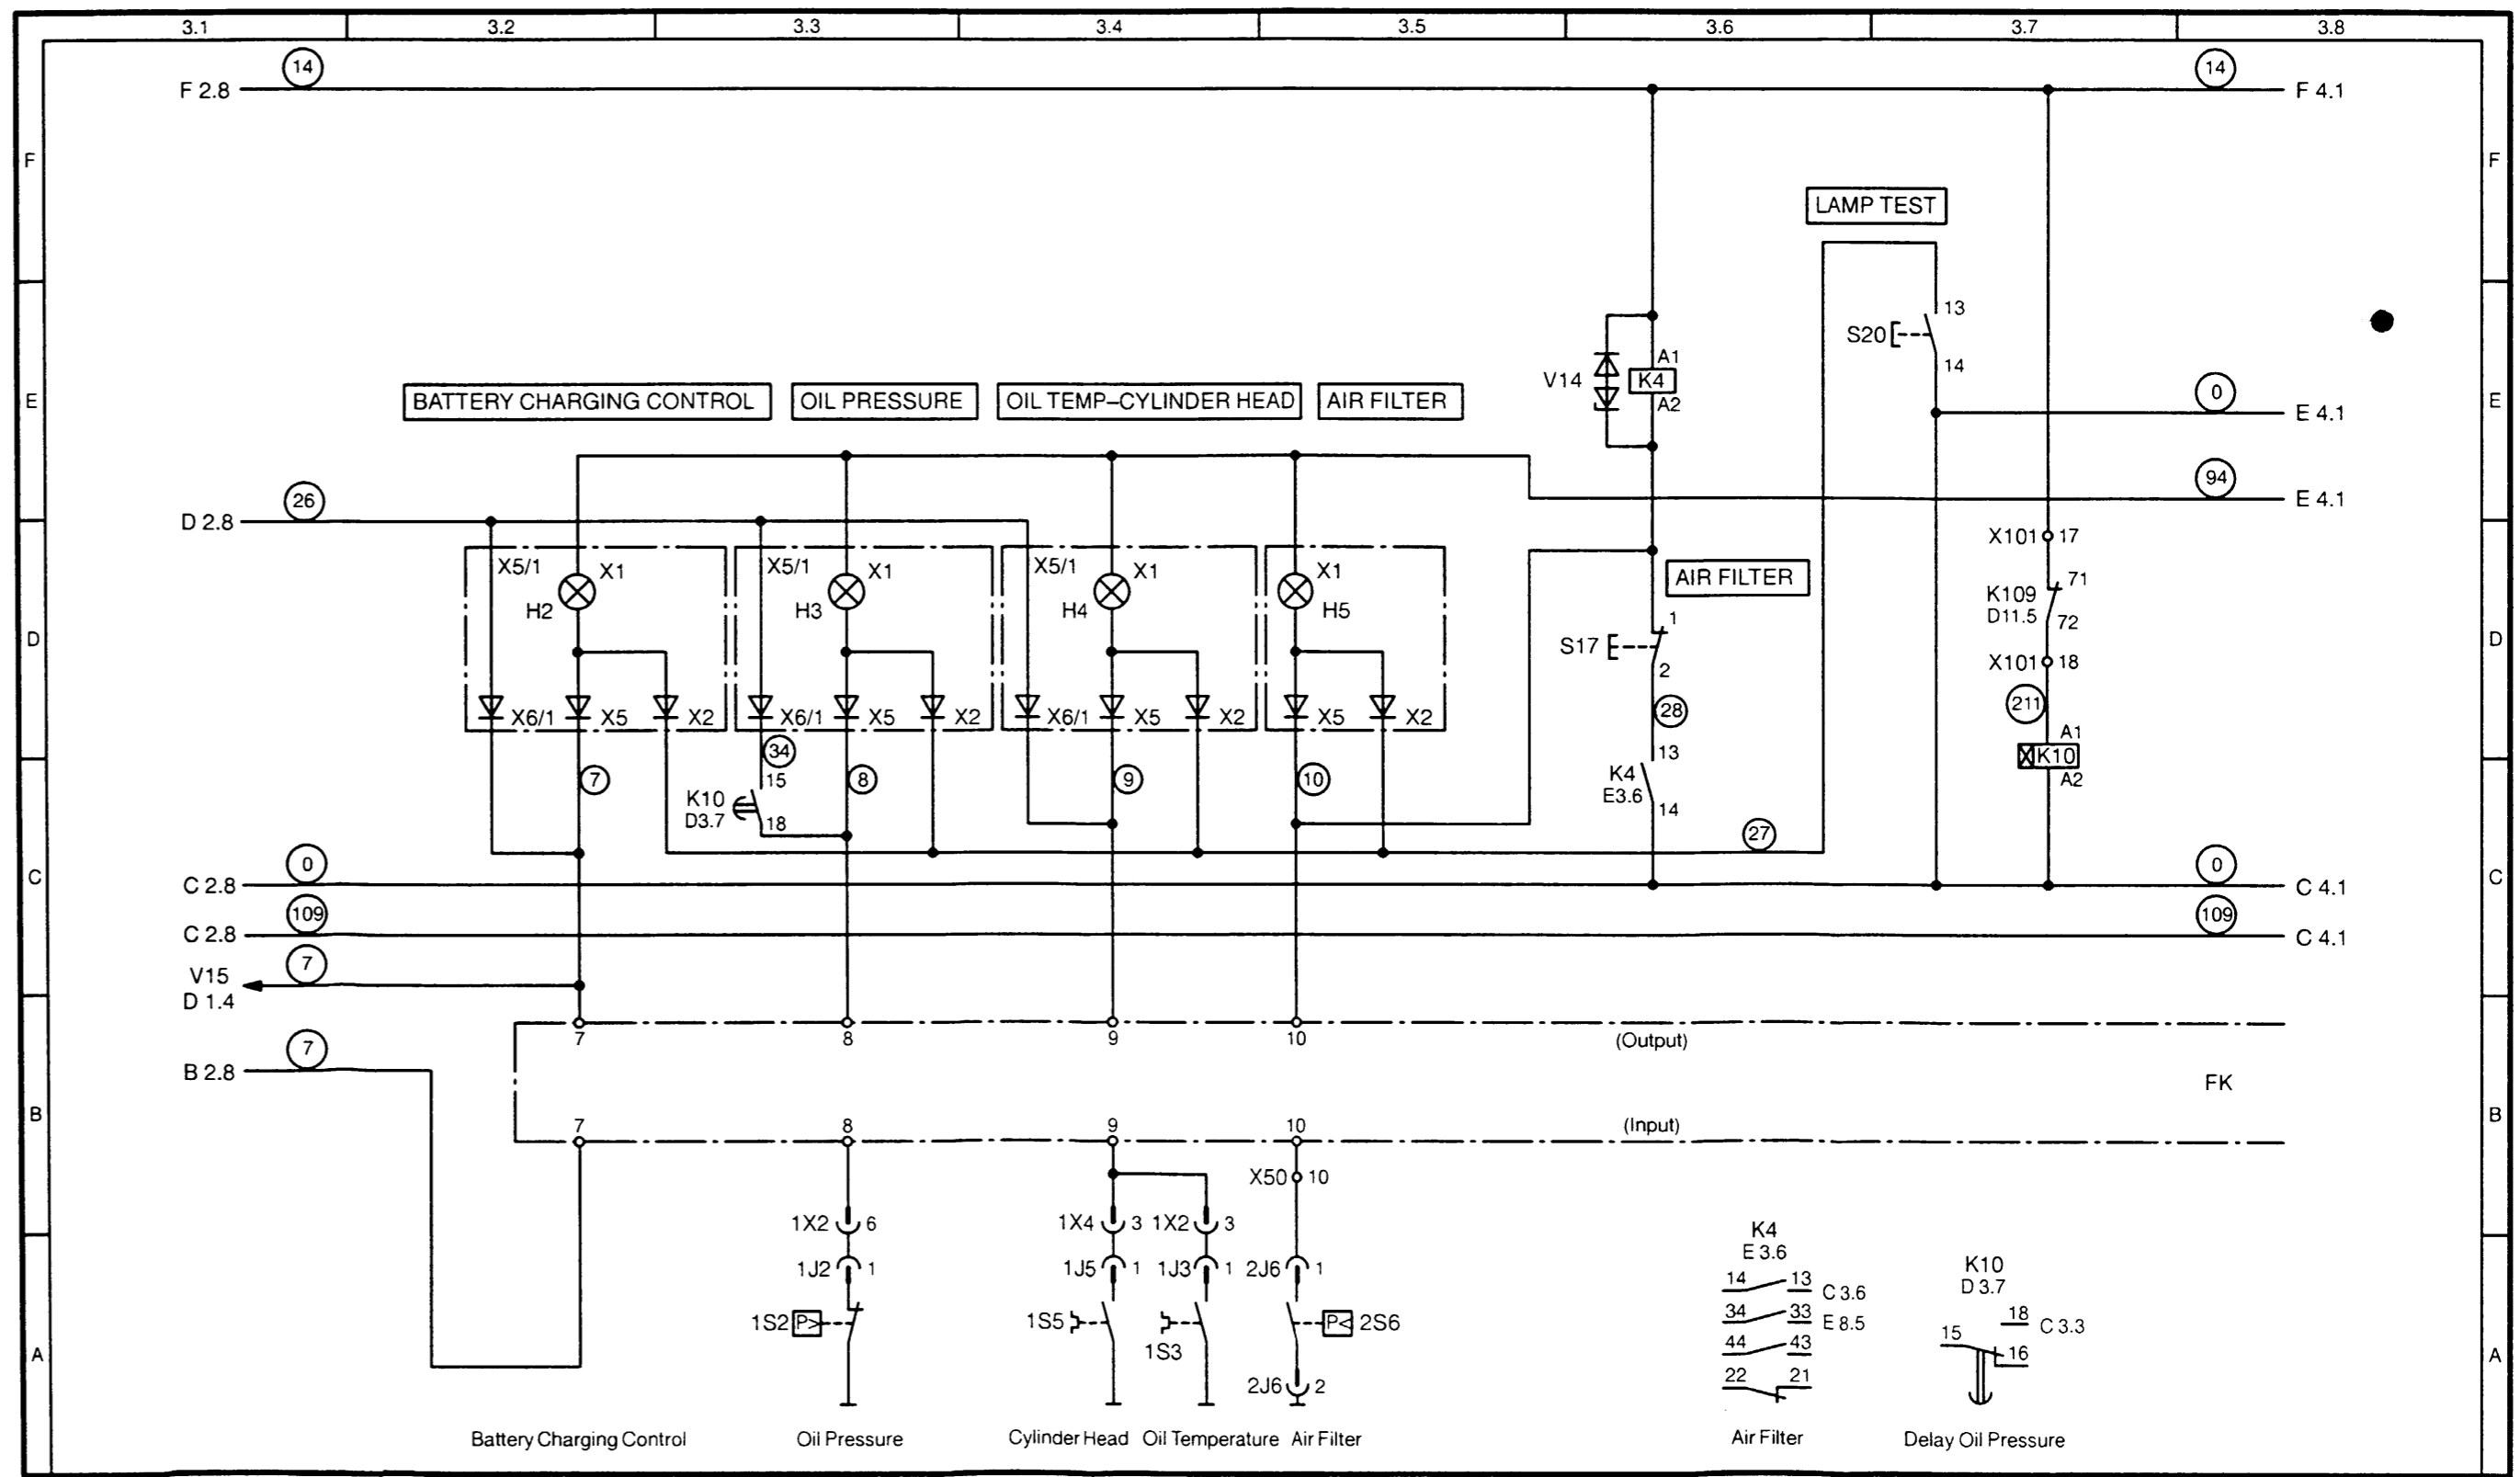 3.1 3.2 3.3 3.4 3.5 3.6 3.7 3.8
14 14
F 2.8 F 4.1
F F
LAMP TEST
13
S20
14
A1
V14 K4
A2
0
E BATTERY CHARGING CONTROL OIL PRESSURE OIL TEMP–CYLINDER HEAD AIR FILTER E 4.1 E
26 94
D 2.8 E 4.1
X101 17
X5/1 X1 X5/1 X1 X5/1 X1 X1 AIR FILTER 71
H2 H3 H4 H5 K109
D11.5 72
1
D S17 D
2
X101 18
X6/1 X5 X2 X6/1 X5 X2 X6/1 X5 X2 X5 X2 28 211
34 A1
13 K10
7 15 8 9 10 K4 A2
K10 E3.6
D3.7 18 14
27
0 0
C C 2.8 C 4.1 C
109 109
C 2.8 C 4.1
7
V15
D 1.4
7 8 9 10 (Output)
7
B 2.8 FK
B B
7 8 9 10 (Input)
X50 10
1X2 6 1X4 3 1X2 3
K4
E 3.6
1J2 1 1J5 1 1J3 1 2J6 1
K10
D 3.7
14 13 C 3.6
34 33 E 8.5
18 C 3.3
1S2 P> 1S5 P< 2S6
1S3
44 43
15 16
A A
22 21
2J6 2
Battery Charging Control Oil Pressure Cylinder Head Oil Temperature Air Filter Air Filter Delay Oil Pressure